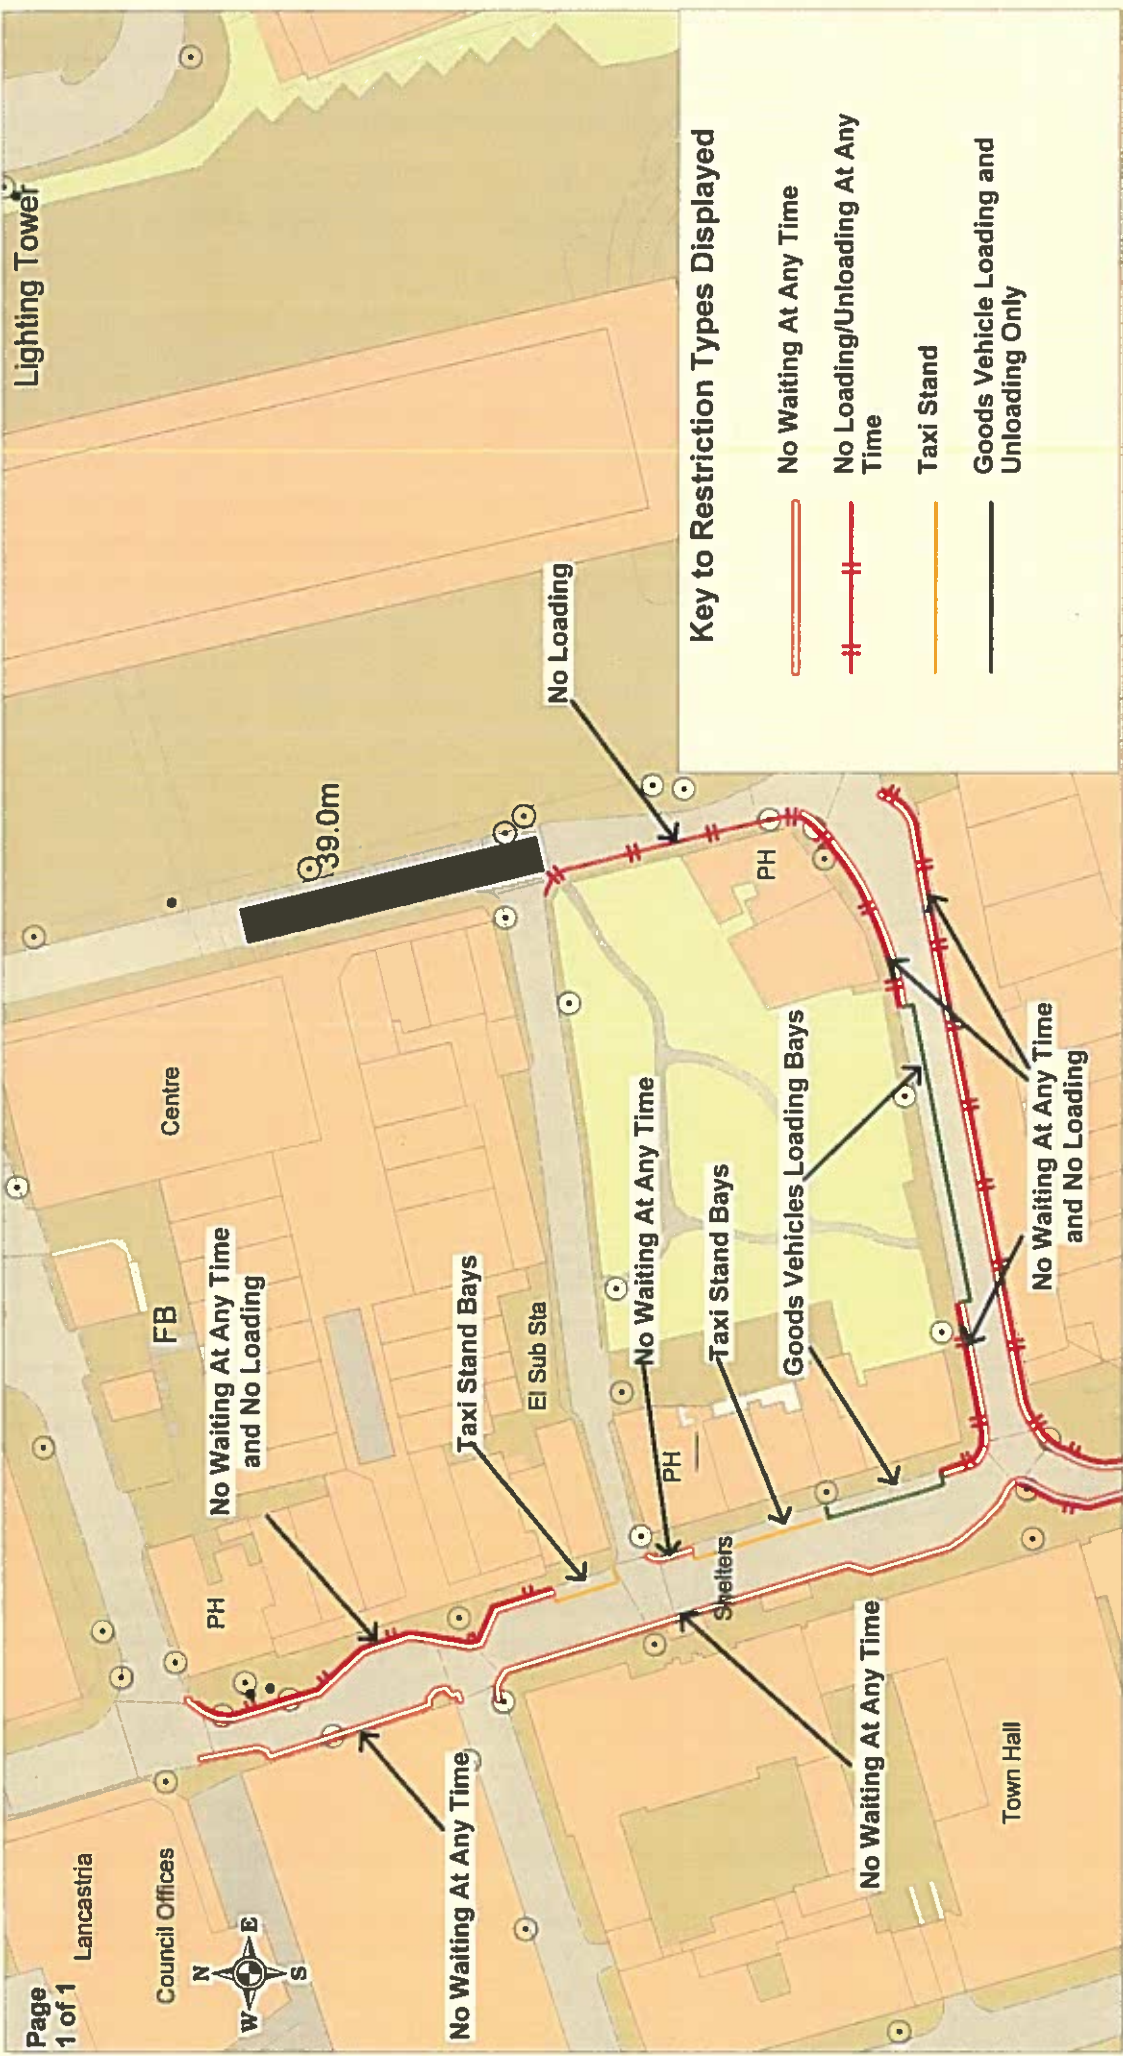 Page
1 of 1
Lancastria
Council Offices
N
W
E
S
PH
No Waiting At Any Time
and No Loading
FB
Centre
39.0m
Lighting Tower
No Waiting At Any Time
Taxi Stand Bays
El Sub Sta
No Loading
Shelters
PH
No Waiting At Any Time
Taxi Stand Bays
Goods Vehicles Loading Bays
PH
No Waiting At Any Time
Town Hall
No Waiting At Any Time
and No Loading
Key to Restriction Types Displayed
No Waiting At Any Time
No Loading/Unloading At Any
Time
Taxi Stand
Goods Vehicle Loading and
Unloading Only